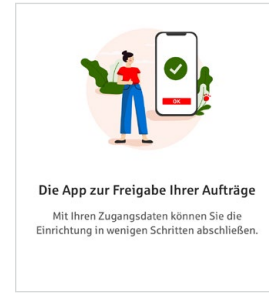 OK
Die App zur Freigabe Ihrer Aufträge
Mit Ihren Zugangsdaten können Sie die
Einrichtung in wenigen Schritten abschließen.